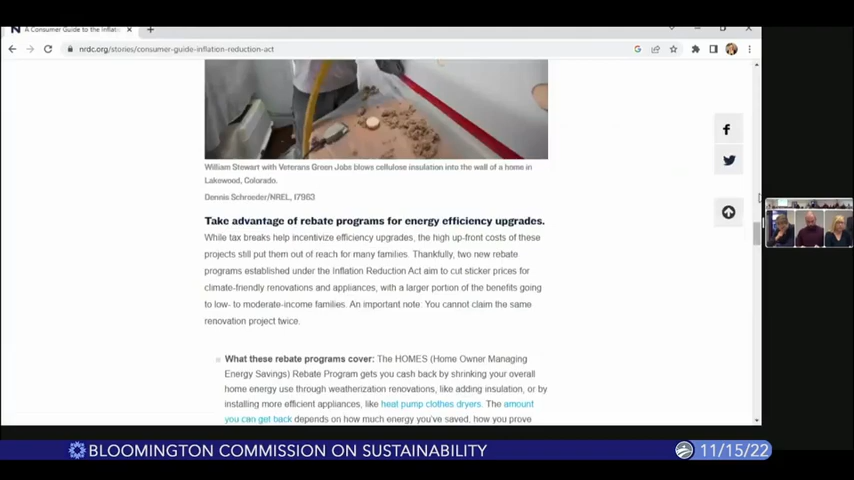 A Consumer Guide to the Inflati
nrdc.org/stories/consumer-guide-inflation-reduction-act
William Stewart with Veterans Green Jobs blows cellulose insulation into the wall of a home in
Lakewood, Colorado.
Dennis Schroeder/NREL, 17963
Take advantage of rebate programs for energy efficiency upgrades.
While tax breaks help incentivize efficiency upgrades, the high up-front costs of these
projects still put them out of reach for many families. Thankfully, two new rebate
programs established under the Inflation Reduction Act aim to cut sticker prices for
climate-friendly renovations and appliances, with a larger portion of the benefits going
to low- to moderate-income families. An important note: You cannot claim the same
renovation project twice.
What these rebate programs cover: The HOMES (Home Owner Managing
Energy Savings) Rebate Program gets you cash back by shrinking your overall
home energy use through weatherization renovations, like adding insulation, or by
installing more efficient appliances, like heat pump clothes dryers. The amount
you can get back depends on how much energy you've saved, how you prove
BLOOMINGTON COMMISSION ON SUSTAINABILITY
11/15/22